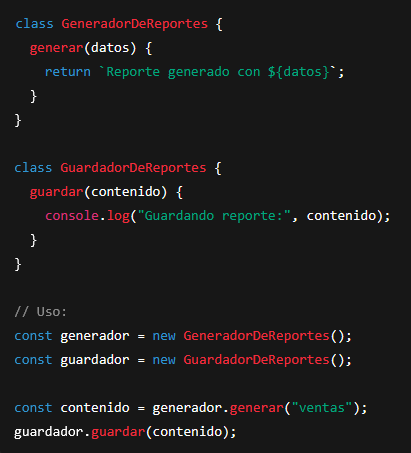 class GeneradorDeReportes {
  generar(datos) {
    return `Reporte generado con ${datos}`;
  }
}

class GuardadorDeReportes {
  guardar(contenido) {
    console.log("Guardando reporte:", contenido);
  }
}

// Uso:
const generador = new GeneradorDeReportes();
const guardador = new GuardadorDeReportes();

const contenido = generador.generar("ventas");
guardador.guardar(contenido);